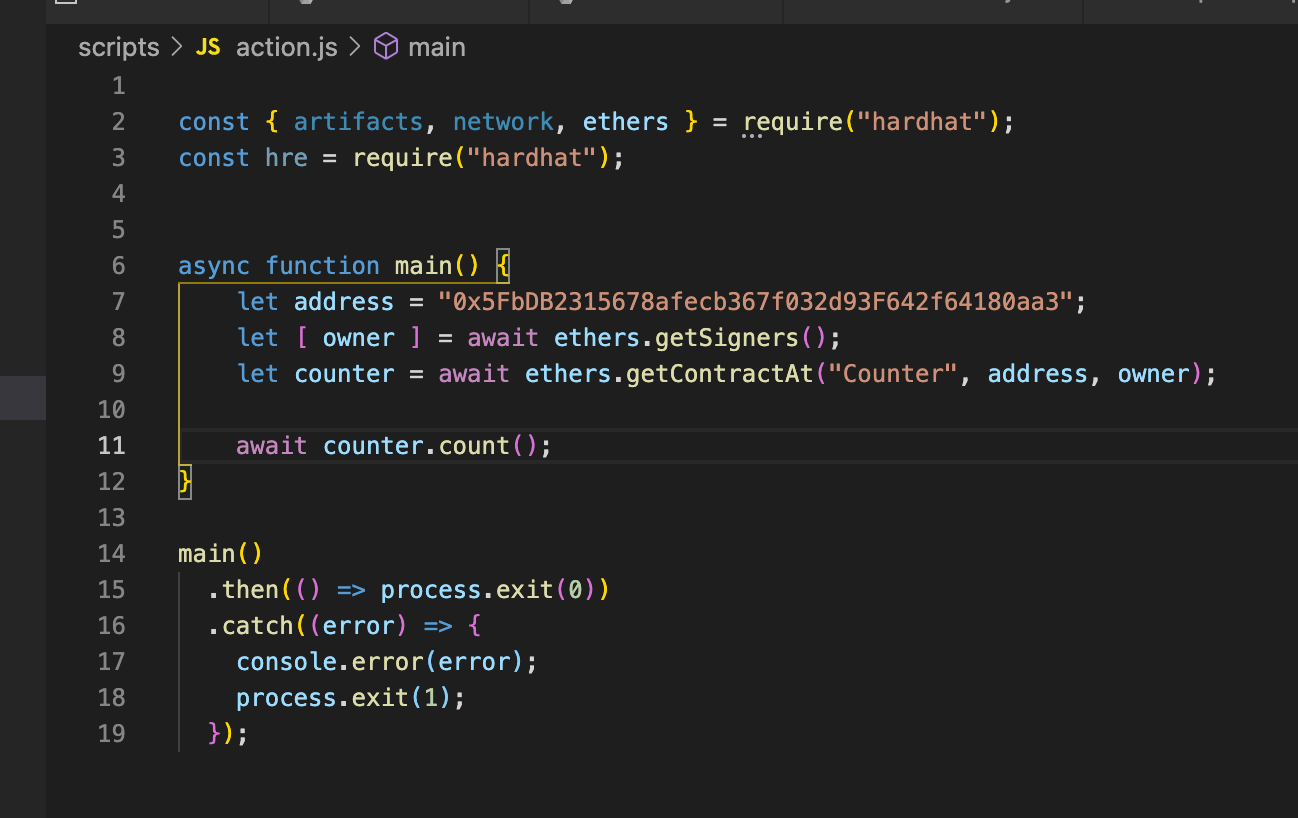 scripts > JS action.js > main
1
2 const { artifacts, network, ethers } = require("hardhat");
3 const hre = require("hardhat");
4
5
6 async function main() {
7 let address = "0x5FbDB2315678afecb367f032d93F642f64180aa3";
8 let [ owner ] = await ethers.getSigners();
9 let counter = await ethers.getContractAt("Counter", address, owner);
10
11 await counter.count();
12 }
13
14 main()
15 .then(() => process.exit(0))
16 .catch((error) => {
17 console.error(error);
18 process.exit(1);
19 });